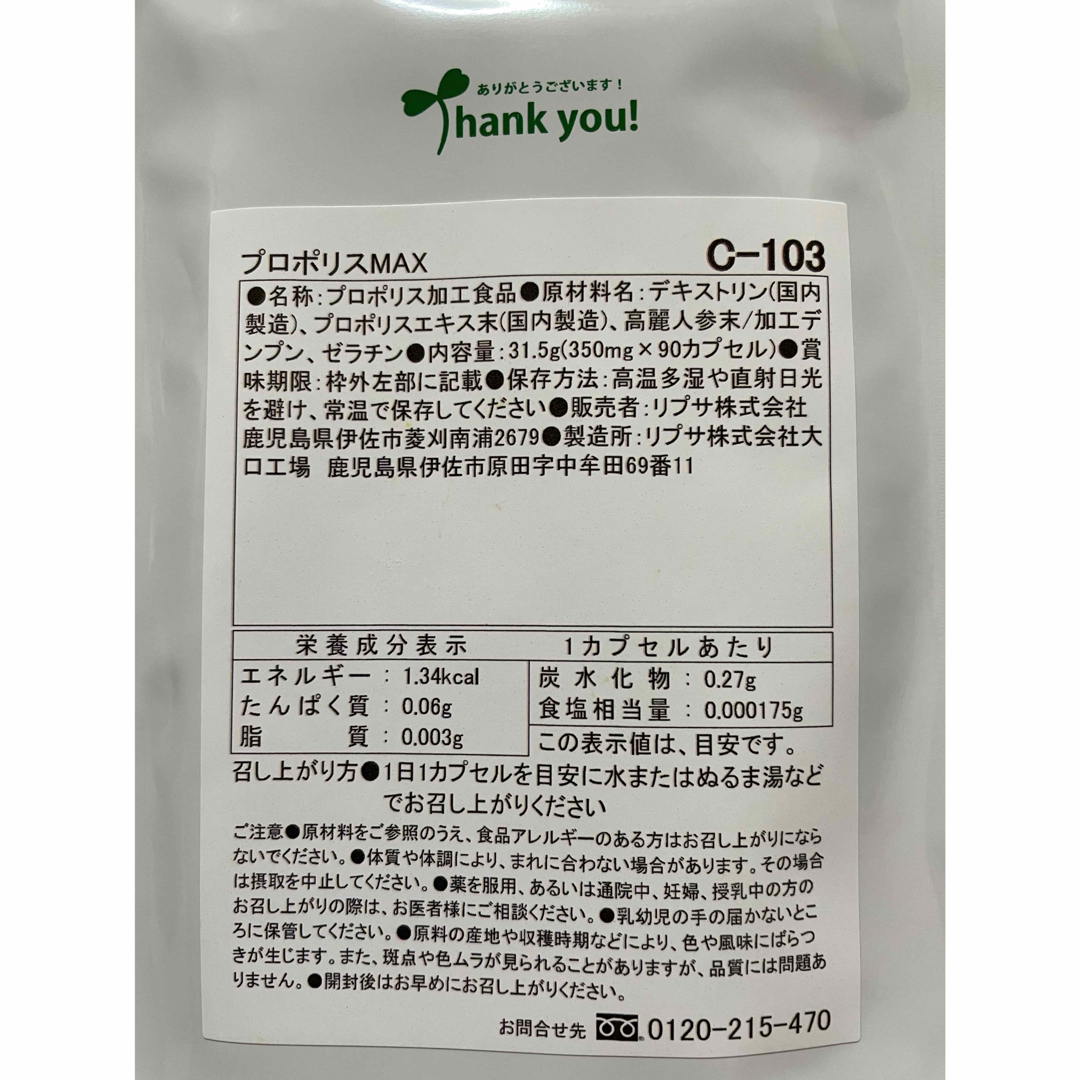 ありがとうございます!
Thank you!
プロポリスMAX C-103
●名称:プロポリス加工食品●原材料名:デキストリン(国内
製造)、プロポリスエキス末(国内製造)、高麗人参末/加工デ
ンプン、ゼラチン●内容量:31.5g(350mg×90カプセル)●賞
味期限:枠外左部に記載●保存方法:高温多湿や直射日光
を避け、常温で保存してください●販売者:リプサ株式会社
鹿児島県伊佐市菱刈南浦2679●製造所:リプサ株式会社大
口工場 鹿児島県伊佐市原田字中牟田69番11
栄養成分表示 1カプセルあたり
エネルギー:1.34kcal 炭水化物:0.27g
たんぱく質:0.06g 食塩相当量:0.000175g
脂質:0.003g この表示値は、目安です。
召し上がり方●1日1カプセルを目安に水またはぬるま湯など
でお召し上がりください
ご注意●原材料をご参照のうえ、食品アレルギーのある方はお召し上がりになら
ないでください。●体質や体調により、まれに合わない場合があります。その場合
は摂取を中止してください。●薬を服用、あるいは通院中、妊婦、授乳中の方の
お召し上がりの際は、お医者様にご相談ください。●乳幼児の手の届かないとこ
ろに保管してください。●原料の産地や収穫時期などにより、色や風味にばらつ
きが生じます。また、斑点や色ムラが見られることがありますが、品質には問題あ
りません。●開封後はお早めにお召し上がりください。
お問合せ先 0120-215-470